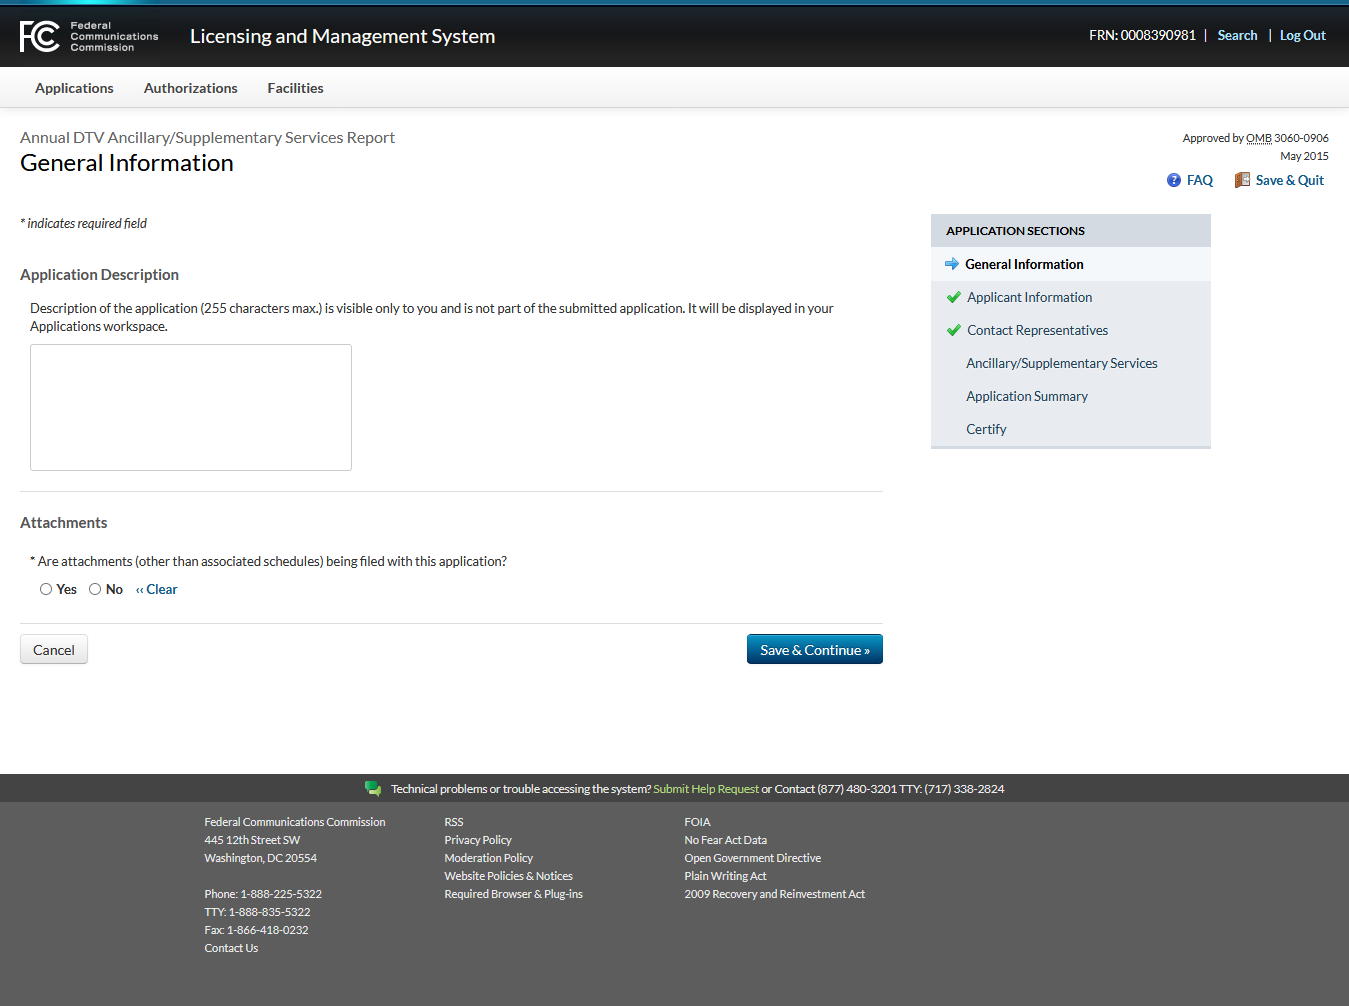 FCC Federal Communications Commission
Licensing and Management System
FRN: 0008390981 | Search | Log Out
Applications Authorizations Facilities
Annual DTV Ancillary/Supplementary Services Report
General Information
Approved by OMB 3060-0906
May 2015
FAQ Save & Quit
* indicates required field
Application Description
Description of the application (255 characters max.) is visible only to you and is not part of the submitted application. It will be displayed in your
Applications workspace.
Attachments
* Are attachments (other than associated schedules) being filed with this application?
Yes No ‹‹ Clear
Cancel
Save & Continue »
APPLICATION SECTIONS
General Information
Applicant Information
Contact Representatives
Ancillary/Supplementary Services
Application Summary
Certify
Technical problems or trouble accessing the system? Submit Help Request or Contact (877) 480-3201 TTY: (717) 338-2824
Federal Communications Commission
445 12th Street SW
Washington, DC 20554
Phone: 1-888-225-5322
TTY: 1-888-835-5322
Fax: 1-866-418-0232
Contact Us
RSS
Privacy Policy
Moderation Policy
Website Policies & Notices
Required Browser & Plug-ins
FOIA
No Fear Act Data
Open Government Directive
Plain Writing Act
2009 Recovery and Reinvestment Act